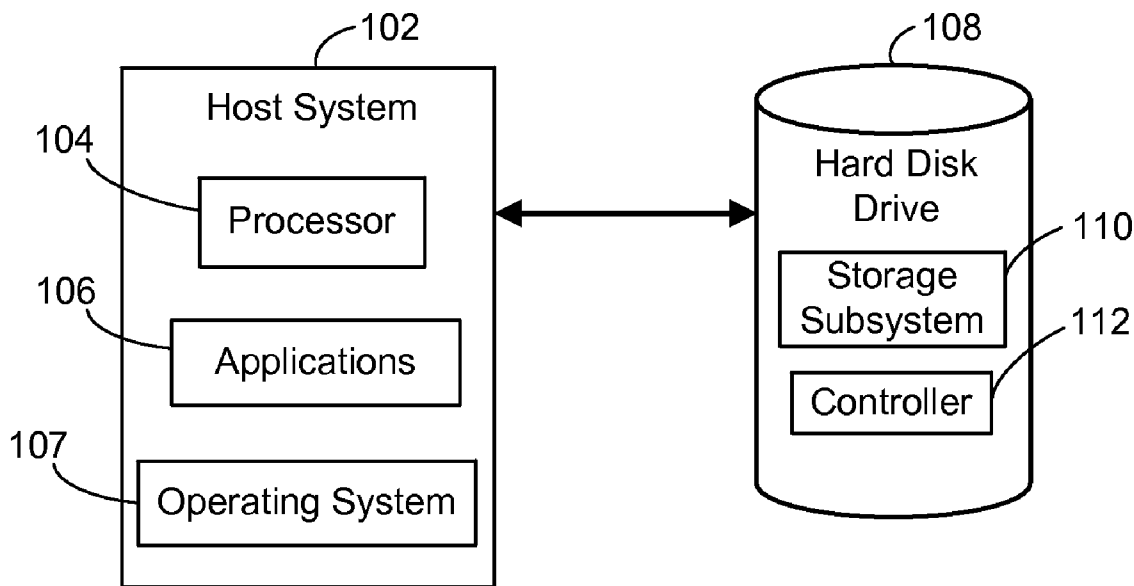 102
108
Host System
104
Hard Disk
Drive
Processor
110
Storage
Subsystem
106
112
Applications
Controller
107
Operating System